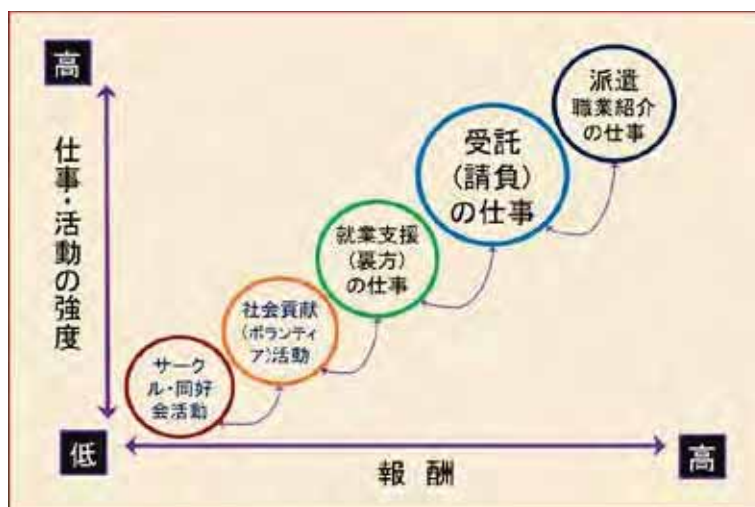 高
仕事・活動の強度
低
報酬
高
派遣
職業紹介
の仕事
受託
(請負)
の仕事
就業支援
(裏方)
の仕事
社会貢献
(ボランティ
ア)活動
サーク
ル・同好
会活動